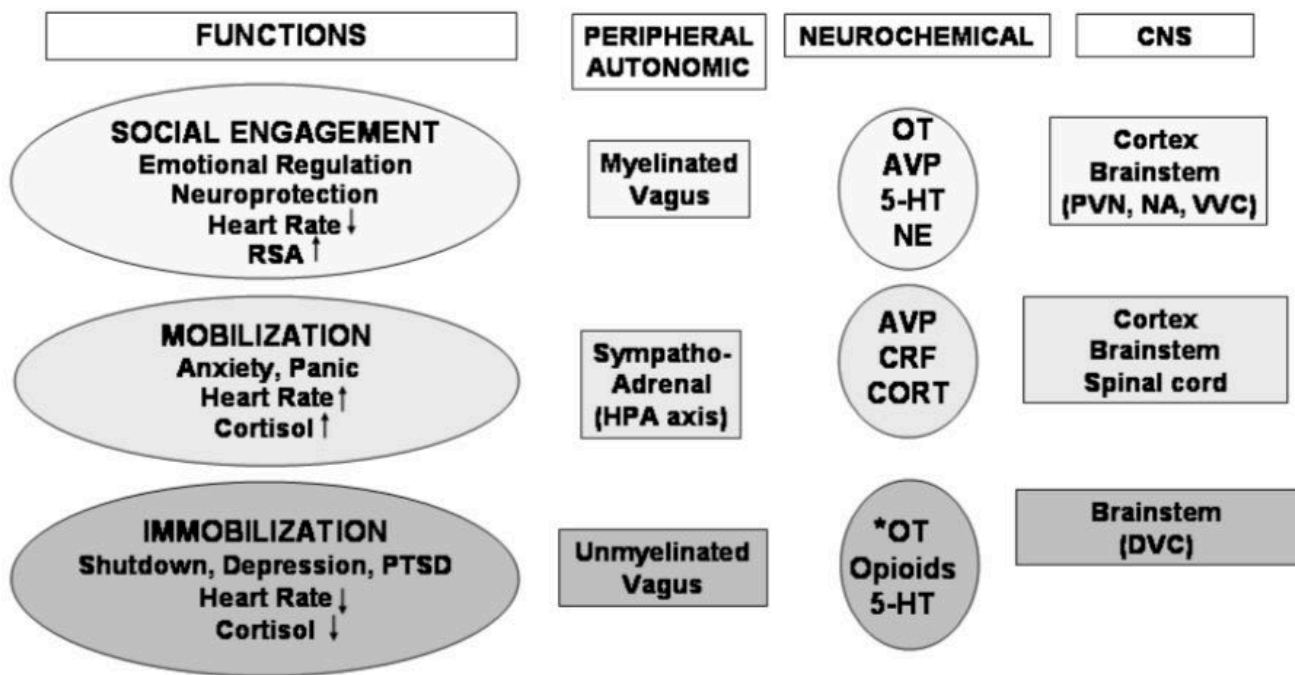 FUNCTIONS
PERIPHERAL
AUTONOMIC
NEUROCHEMICAL
CNS
SOCIAL ENGAGEMENT
Emotional Regulation
Neuroprotection
Heart Rate ↓
RSA ↑
Myelinated
Vagus
OT
AVP
5-HT
NE
Cortex
Brainstem
(PVN, NA, VVC)
MOBILIZATION
Anxiety, Panic
Heart Rate ↑
Cortisol ↑
Sympatho-
Adrenal
(HPA axis)
AVP
CRF
CORT
Cortex
Brainstem
Spinal cord
IMMOBILIZATION
Shutdown, Depression, PTSD
Heart Rate ↓
Cortisol ↓
Unmyelinated
Vagus
*OT
Opioids
5-HT
Brainstem
(DVC)